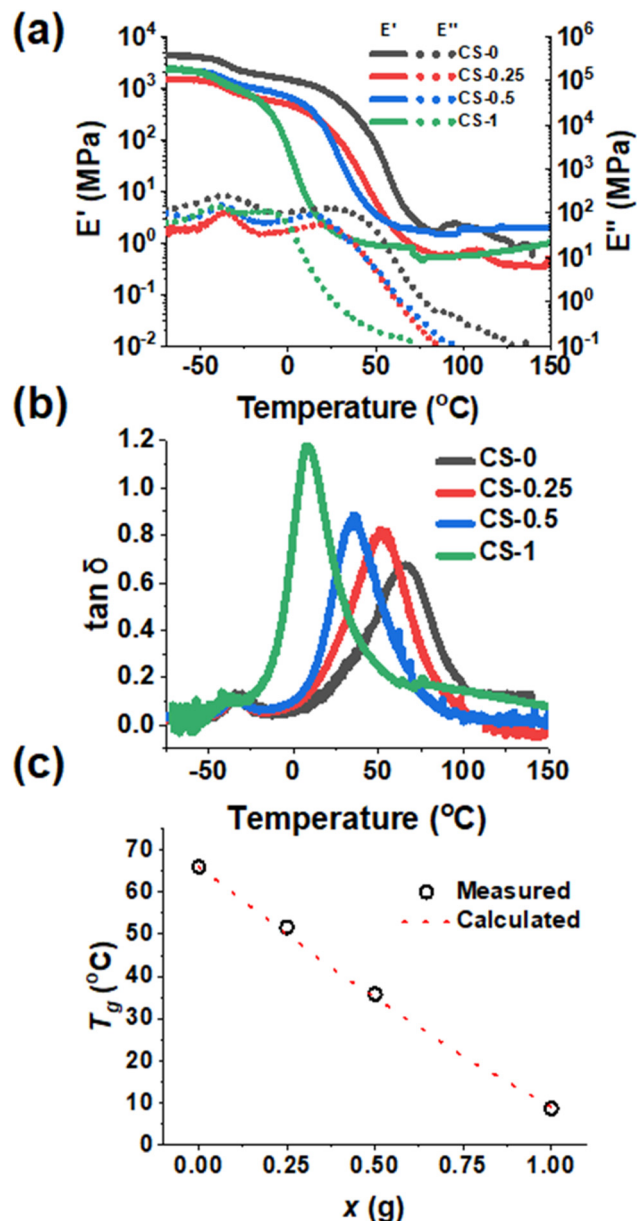 (a)
E' E''
CS-0
CS-0.25
CS-0.5
CS-1
10^4
10^3
10^2
10^1
10^0
10^-1
10^-2
E' (MPa)
10^6
10^5
10^4
10^3
10^2
10^1
10^0
10^-1
E'' (MPa)
-50 0 50 100 150
Temperature (°C)
(b)
CS-0
CS-0.25
CS-0.5
CS-1
1.2
1.0
0.8
0.6
0.4
0.2
0.0
tan δ
-50 0 50 100 150
Temperature (°C)
(c)
Measured
Calculated
70
60
50
40
30
20
10
0
T_g (°C)
0.00 0.25 0.50 0.75 1.00
x (g)